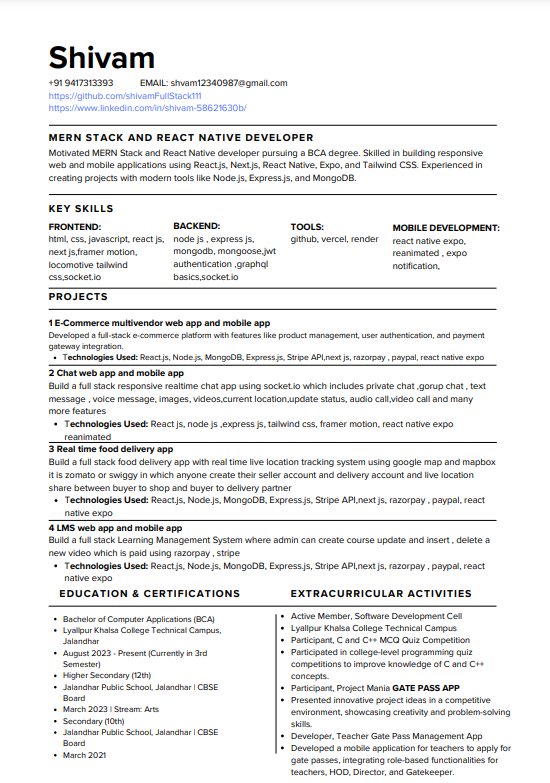 Shivam
+91 9417313393 EMAIL: shvam12340987@gmail.com
https://github.com/shivamFullStack111
https://www.linkedin.com/in/shivam-58621630b/
MERN STACK AND REACT NATIVE DEVELOPER
Motivated MERN Stack and React Native developer pursuing a BCA degree. Skilled in building responsive
web and mobile applications using React.js, Next.js, React Native, Expo, and Tailwind CSS. Experienced in
creating projects with modern tools like Node.js, Express.js, and MongoDB.
KEY SKILLS
FRONTEND:
html, css, javascript, react js,
next js,framer motion,
locomotive tailwind
css,socket.io
BACKEND:
node js , express js,
mongodb, mongoose,jwt
authentication ,graphql
basics,socket.io
TOOLS:
github, vercel, render
MOBILE DEVELOPMENT:
react native expo,
reanimated , expo
notification,
PROJECTS
1 E-Commerce multivendor web app and mobile app
Developed a full-stack e-commerce platform with features like product management, user authentication, and payment
gateway integration.
• Technologies Used: React.js, Node.js, MongoDB, Express.js, Stripe API,next js, razorpay , paypal, react native expo
2 Chat web app and mobile app
Build a full stack responsive realtime chat app using socket.io which includes private chat ,gorup chat , text
message , voice message, images, videos,current location,update status, audio call,video call and many
more features
• Technologies Used: React js, node js ,express js, tailwind css, framer motion, react native expo
reanimated
3 Real time food delivery app
Build a full stack food delivery app with real time live location tracking system using google map and mapbox
it is zomato or swiggy in which anyone create their seller account and delivery account and live location
share between buyer to shop and buyer to delivery partner
• Technologies Used: React.js, Node.js, MongoDB, Express.js, Stripe API,next js, razorpay , paypal, react
native expo
4 LMS web app and mobile app
Build a full stack Learning Management System where admin can create course update and insert , delete a
new video which is paid using razorpay , stripe
• Technologies Used: React.js, Node.js, MongoDB, Express.js, Stripe API,next js, razorpay , paypal, react
native expo
EDUCATION & CERTIFICATIONS
• Bachelor of Computer Applications (BCA)
• Lyallpur Khalsa College Technical Campus,
Jalandhar
• August 2023 - Present (Currently in 3rd
Semester)
• Higher Secondary (12th)
• Jalandhar Public School, Jalandhar | CBSE
Board
• March 2023 | Stream: Arts
• Secondary (10th)
• Jalandhar Public School, Jalandhar | CBSE
Board
• March 2021
EXTRACURRICULAR ACTIVITIES
• Active Member, Software Development Cell
• Lyallpur Khalsa College Technical Campus
• Participant, C and C++ MCQ Quiz Competition
• Participated in college-level programming quiz
competitions to improve knowledge of C and C++
concepts.
• Participant, Project Mania GATE PASS APP
• Presented innovative project ideas in a competitive
environment, showcasing creativity and problem-solving
skills.
• Developer, Teacher Gate Pass Management App
• Developed a mobile application for teachers to apply for
gate passes, integrating role-based functionalities for
teachers, HOD, Director, and Gatekeeper.